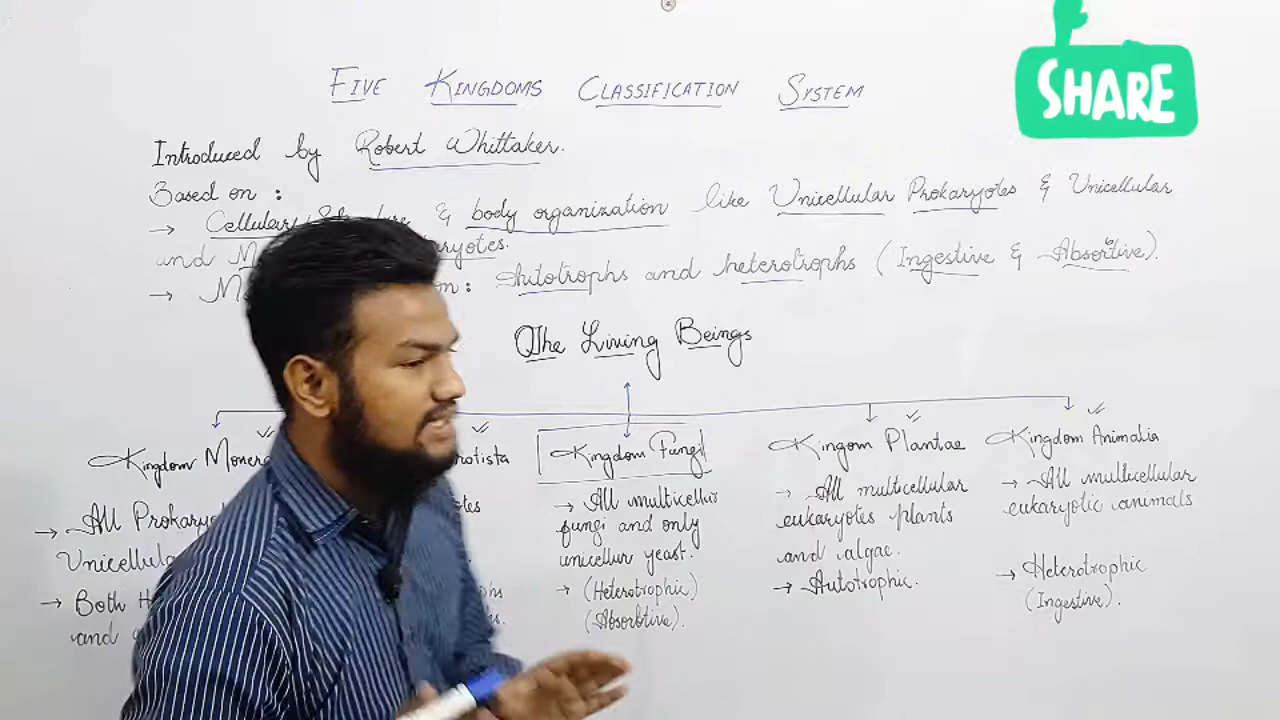 SHARE
FIVE KINGDOMS CLASSIFICATION SYSTEM
Introduced by Robert Whittaker.
Based on :
→ Cellular & body organization like Unicellular Prokaryotes & Unicellular
and
→ : Autotrophs and heterotrophs (Ingestive & Absortive).
The Living Beings
Kingdom Monera
Kingdom Fungi
Kingom Plantae
Kingdom Animalia
→ All
Unicellula
→ Both
and
→ All multicellur
fungi and only
unicellur yeast.
→ (Heterotrophic)
(Absorbtive).
→ All multicellular
eukaryotes plants
and algae.
→ Autotrophic.
→ All multicellular
eukaryotic animals
→ Heterotrophic
(Ingestive).